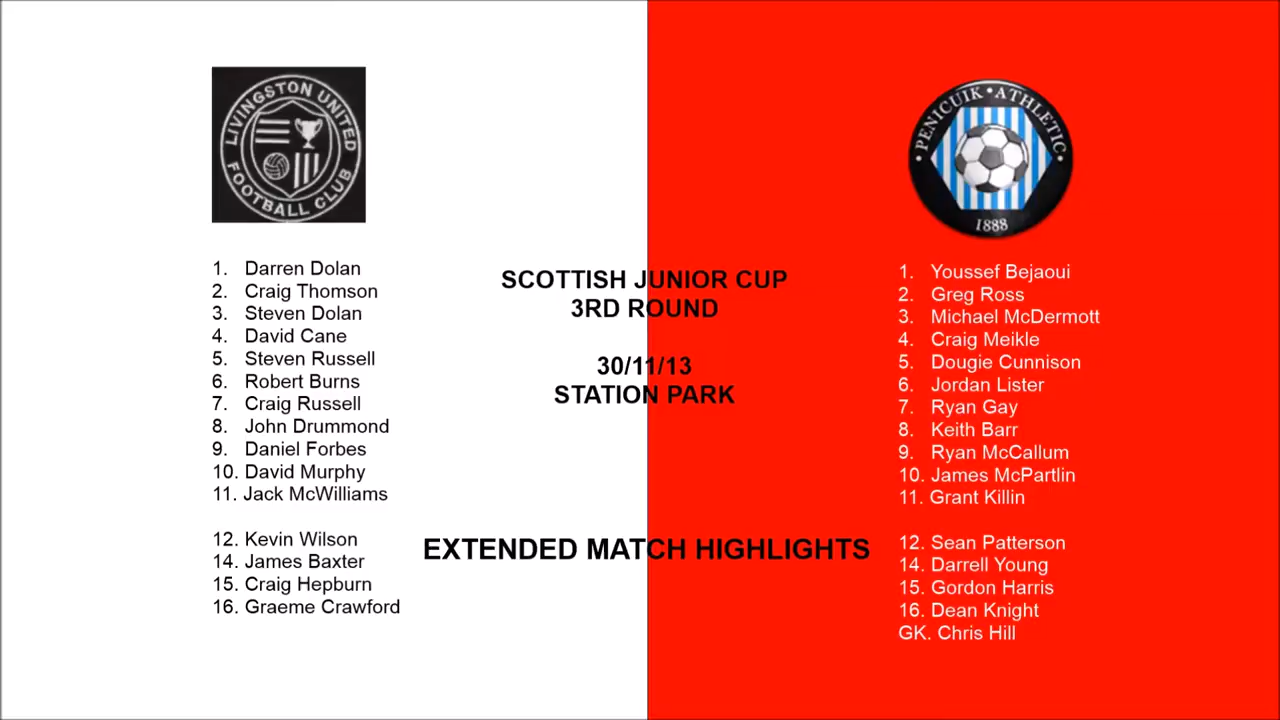 LIVINGSTON UNITED
FOOTBALL CLUB
1. Darren Dolan
2. Craig Thomson
3. Steven Dolan
4. David Cane
5. Steven Russell
6. Robert Burns
7. Craig Russell
8. John Drummond
9. Daniel Forbes
10. David Murphy
11. Jack McWilliams
12. Kevin Wilson
14. James Baxter
15. Craig Hepburn
16. Graeme Crawford
SCOTTISH JUNIOR CUP
3RD ROUND
30/11/13
STATION PARK
EXTENDED MATCH HIGHLIGHTS
• PENICUIK • ATHLETIC •
1888
1. Youssef Bejaoui
2. Greg Ross
3. Michael McDermott
4. Craig Meikle
5. Dougie Cunnison
6. Jordan Lister
7. Ryan Gay
8. Keith Barr
9. Ryan McCallum
10. James McPartlin
11. Grant Killin
12. Sean Patterson
14. Darrell Young
15. Gordon Harris
16. Dean Knight
GK. Chris Hill